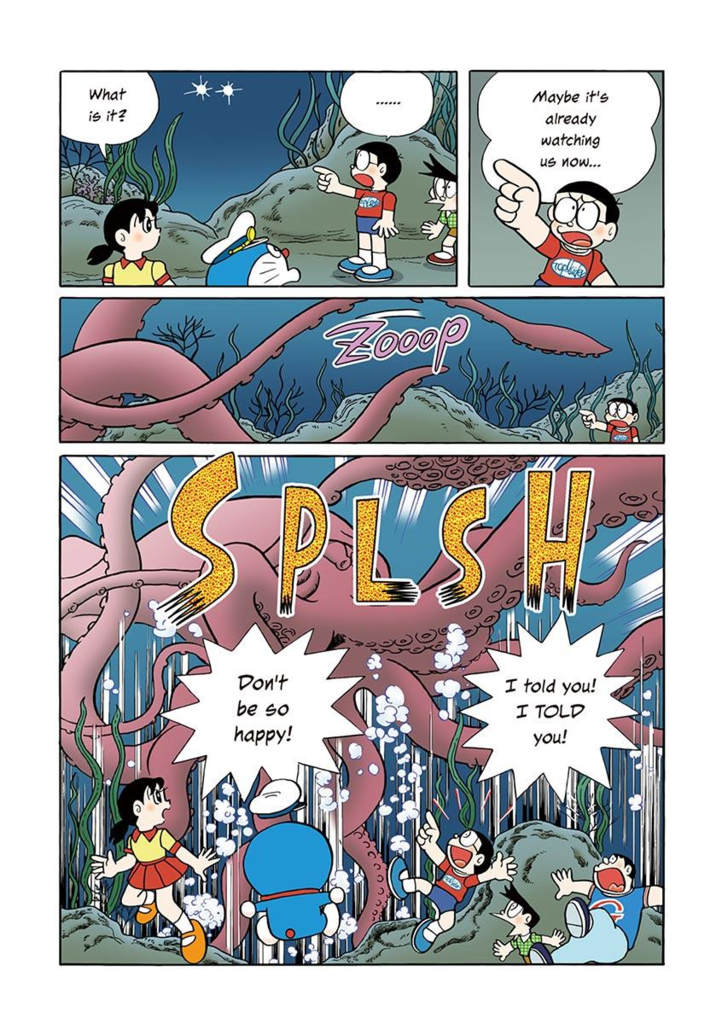 What
is it?
......
Maybe it's
already
watching
us now...
Zooop
SPLSH
Don't
be so
happy!
I told you!
I TOLD
you!